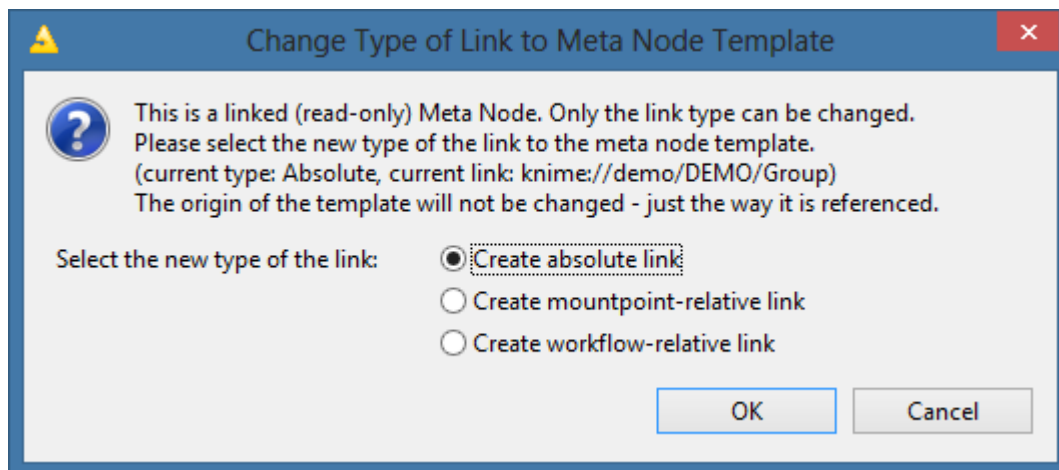 Change Type of Link to Meta Node Template
This is a linked (read-only) Meta Node. Only the link type can be changed.
Please select the new type of the link to the meta node template.
(current type: Absolute, current link: knime://demo/DEMO/Group)
The origin of the template will not be changed - just the way it is referenced.
Select the new type of the link: Create absolute link
Create mountpoint-relative link
Create workflow-relative link
OK Cancel